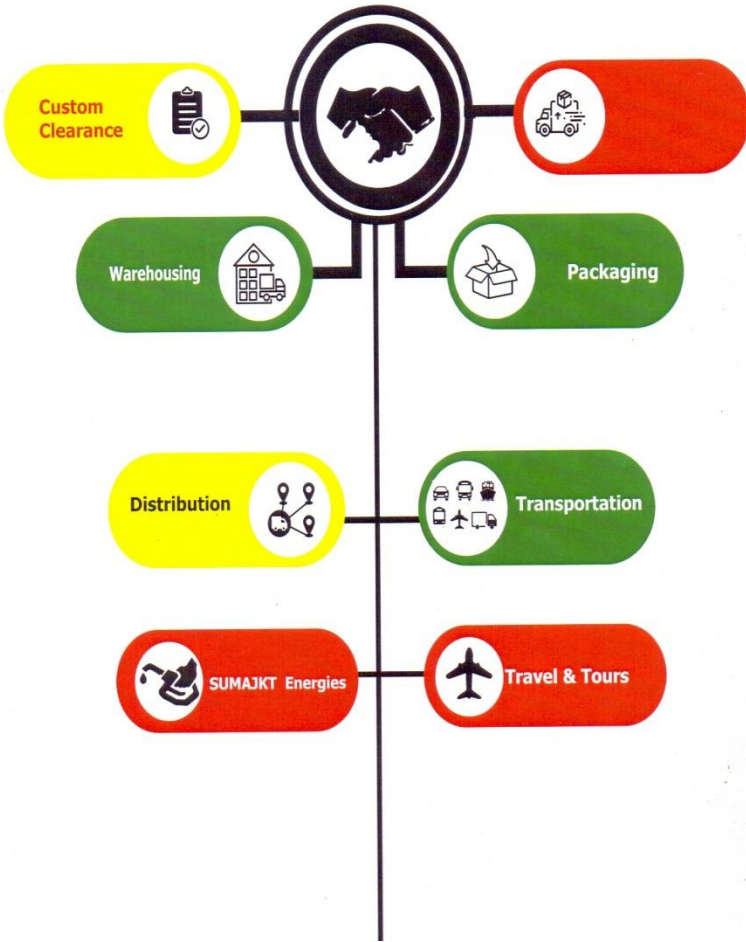 Custom
Clearance
Warehousing
Packaging
Distribution
Transportation
SUMAJKT Energies
Travel & Tours